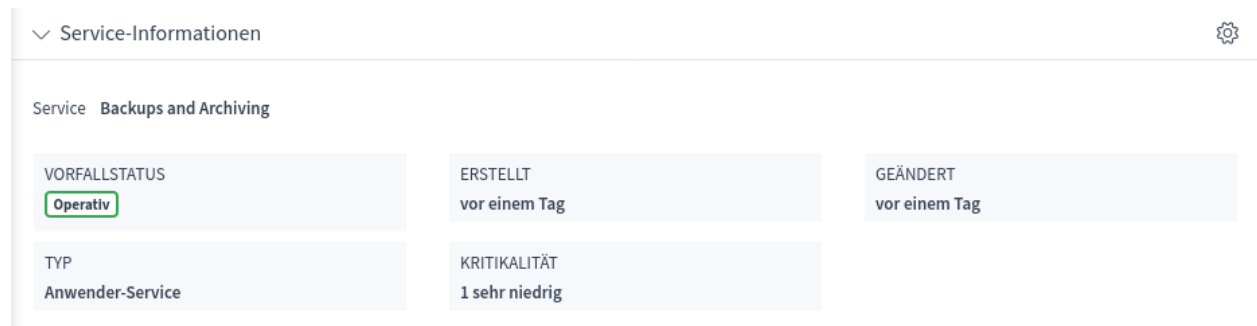 Service-Informationen
Service Backups and Archiving
VORFALLSTATUS
Operativ
ERSTELLT
vor einem Tag
GEÄNDERT
vor einem Tag
TYP
Anwender-Service
KRITIKALITÄT
1 sehr niedrig